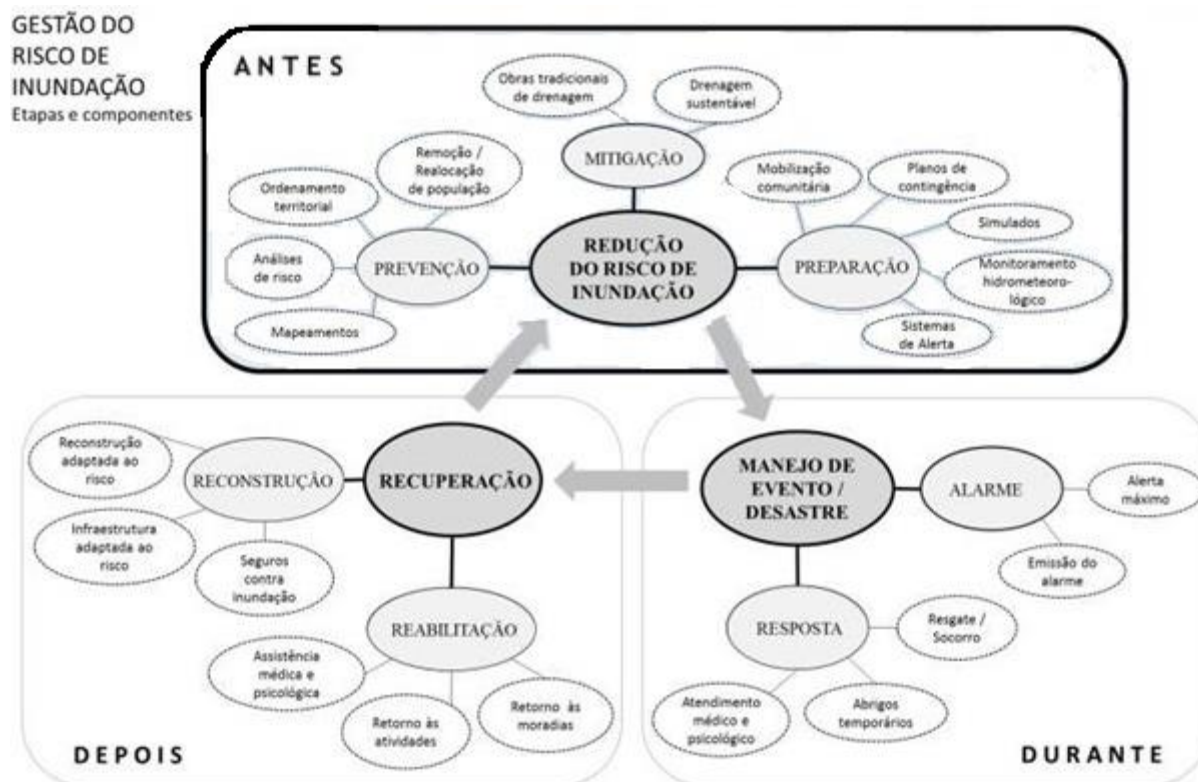 GESTÃO DO
RISCO DE
INUNDAÇÃO
Etapas e componentes
ANTES
Obras tradicionais
de drenagem
Drenagem
sustentável
MITIGAÇÃO
Remoção /
Realocação
de população
Ordenamento
territorial
Análises
de risco
Mapeamentos
PREVENÇÃO
REDUÇÃO
DO RISCO DE
INUNDAÇÃO
Mobilização
comunitária
Planos de
contingência
Simulados
Monitoramento
hidrometeoro-
lógico
Sistemas
de Alerta
PREPARAÇÃO
Reconstrução
adaptada ao
risco
Infraestrutura
adaptada ao
risco
Seguros
contra
inundação
RECONSTRUÇÃO
RECUPERAÇÃO
REABILITAÇÃO
Assistência
médica e
psicológica
Retorno às
atividades
Retorno às
moradias
DEPOIS
MANEJO DE
EVENTO /
DESASTRE
ALARME
Alerta
máximo
Emissão do
alarme
RESPOSTA
Resgate /
Socorro
Atendimento
médico e
psicológico
Abrigos
temporários
DURANTE